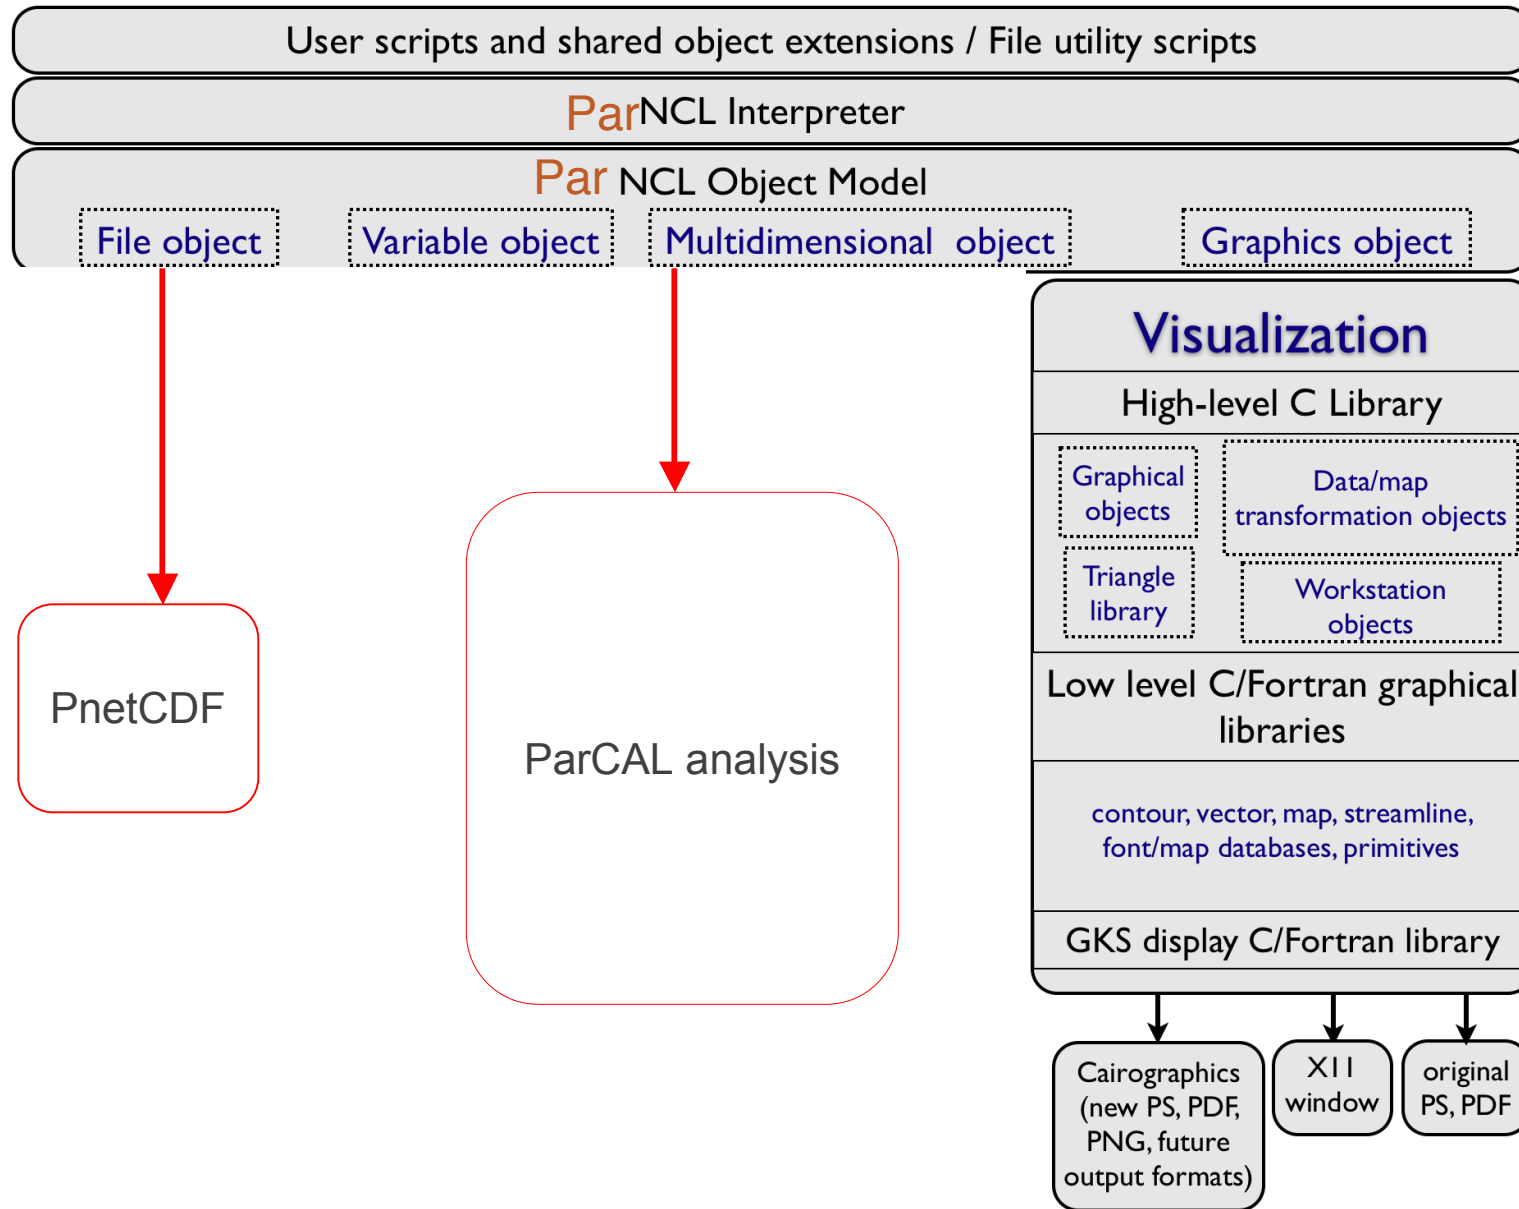 User scripts and shared object extensions / File utility scripts
ParNCL Interpreter
Par NCL Object Model
File object
Variable object
Multidimensional object
Graphics object
Visualization
High-level C Library
Graphical
objects
Data/map
transformation objects
Triangle
library
Workstation
objects
Low level C/Fortran graphical
libraries
contour, vector, map, streamline,
font/map databases, primitives
GKS display C/Fortran library
PnetCDF
ParCAL analysis
Cairographics
(new PS, PDF,
PNG, future
output formats)
X11
window
original
PS, PDF